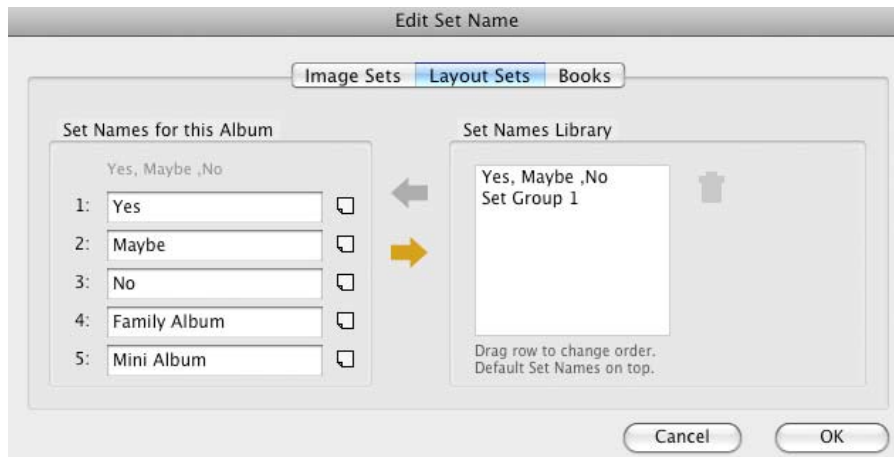 Edit Set Name
Image Sets Layout Sets Books
Set Names for this Album
Yes, Maybe ,No
1: Yes
2: Maybe
3: No
4: Family Album
5: Mini Album
Set Names Library
Yes, Maybe ,No
Set Group 1
Drag row to change order.
Default Set Names on top.
Cancel OK